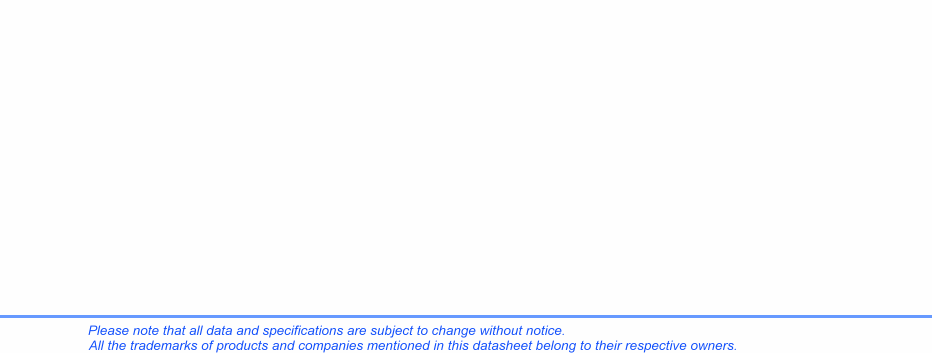 Please note that all data and specifications are subject to change without notice.
All the trademarks of products and companies mentioned in this datasheet belong to their respective owners.